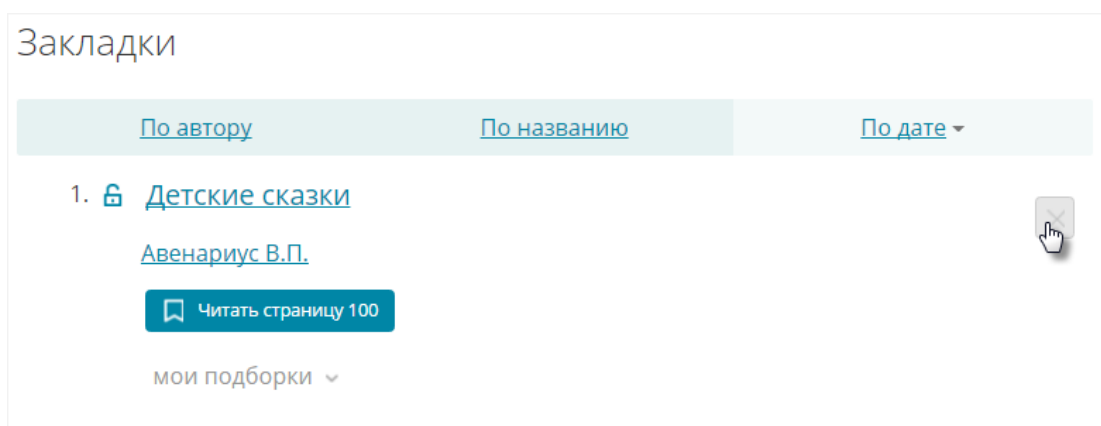 Закладки
По автору По названию По дате
1. Детские сказки
Авенариус В.П.
Читать страницу 100
мои подборки